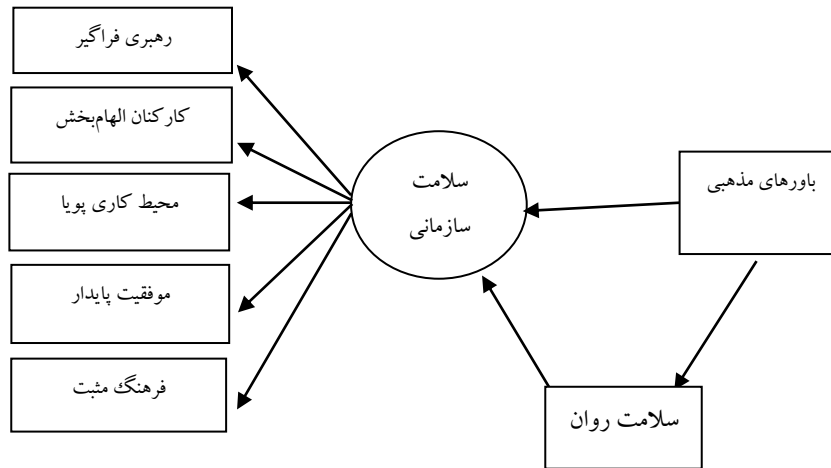 رهبری فراگیر
کارکنان الهام‌بخش
محیط کاری پویا
موفقیت پایدار
فرهنگ مثبت
سلامت
سازمانی
باورهای مذهبی
سلامت روان